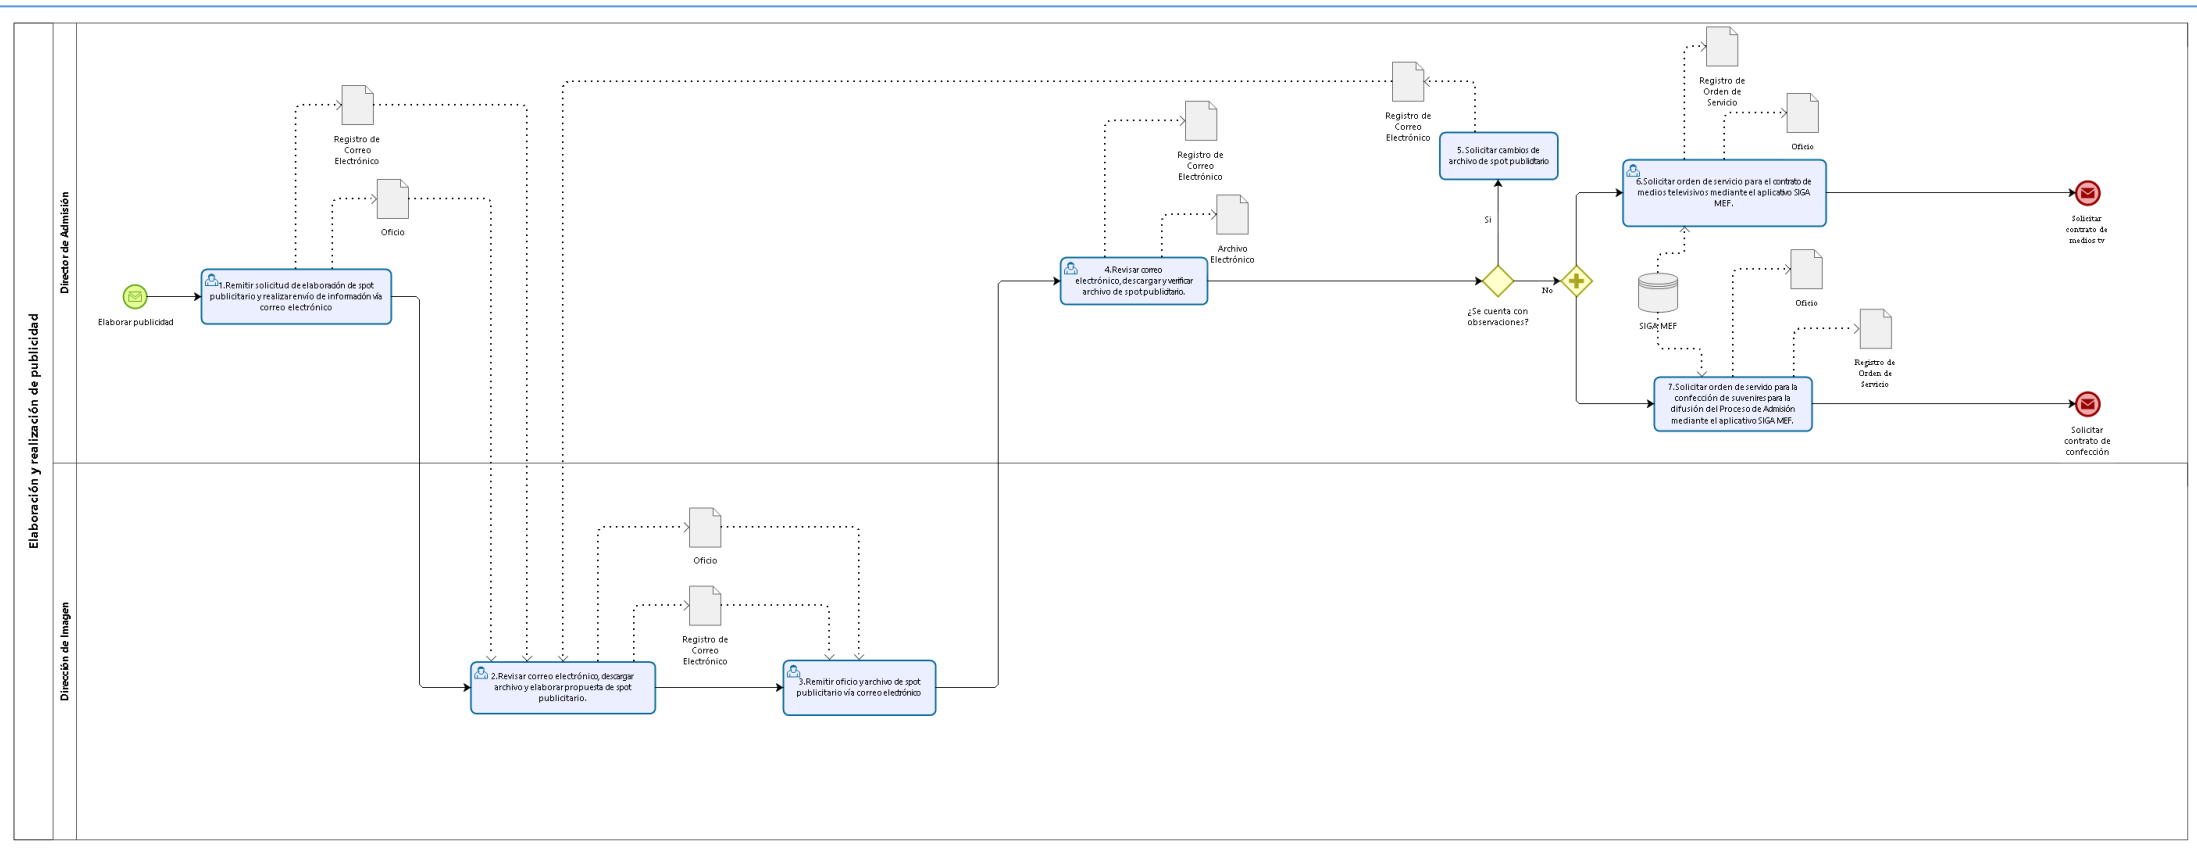 Elaboración y realización de publicidad
Director de Admisión
Elaborar publicidad
1.Remitir solicitud de elaboración de spot
publicitario y realizar envío de información vía
correo electrónico
Registro de
Correo
Electrónico
Oficio
Registro de
Correo
Electrónico
Archivo
Electrónico
4.Revisar correo
electrónico, descargar y verificar
archivo de spot publicitario.
Registro de
Correo
Electrónico
5. Solicitar cambios de
archivo de spot publicitario
Si
¿Se cuenta con
observaciones?
No
Registro de
Orden de
Servicio
Oficio
6.Solicitar orden de servicio para el contrato de
medios televisivos mediante el aplicativo SIGA
MEF.
Solicitar
contrato de
medios tv
SIGA MEF
Oficio
Registro de
Orden de
Servicio
7.Solicitar orden de servicio para la
confección de suvenires para la
difusión del Proceso de Admisión
mediante el aplicativo SIGA MEF.
Solicitar
contrato de
confección
Dirección de Imagen
Oficio
Registro de
Correo
Electrónico
2.Revisar correo electrónico, descargar
archivo y elaborar propuesta de spot
publicitario.
3.Remitir oficio y archivo de spot
publicitario vía correo electrónico